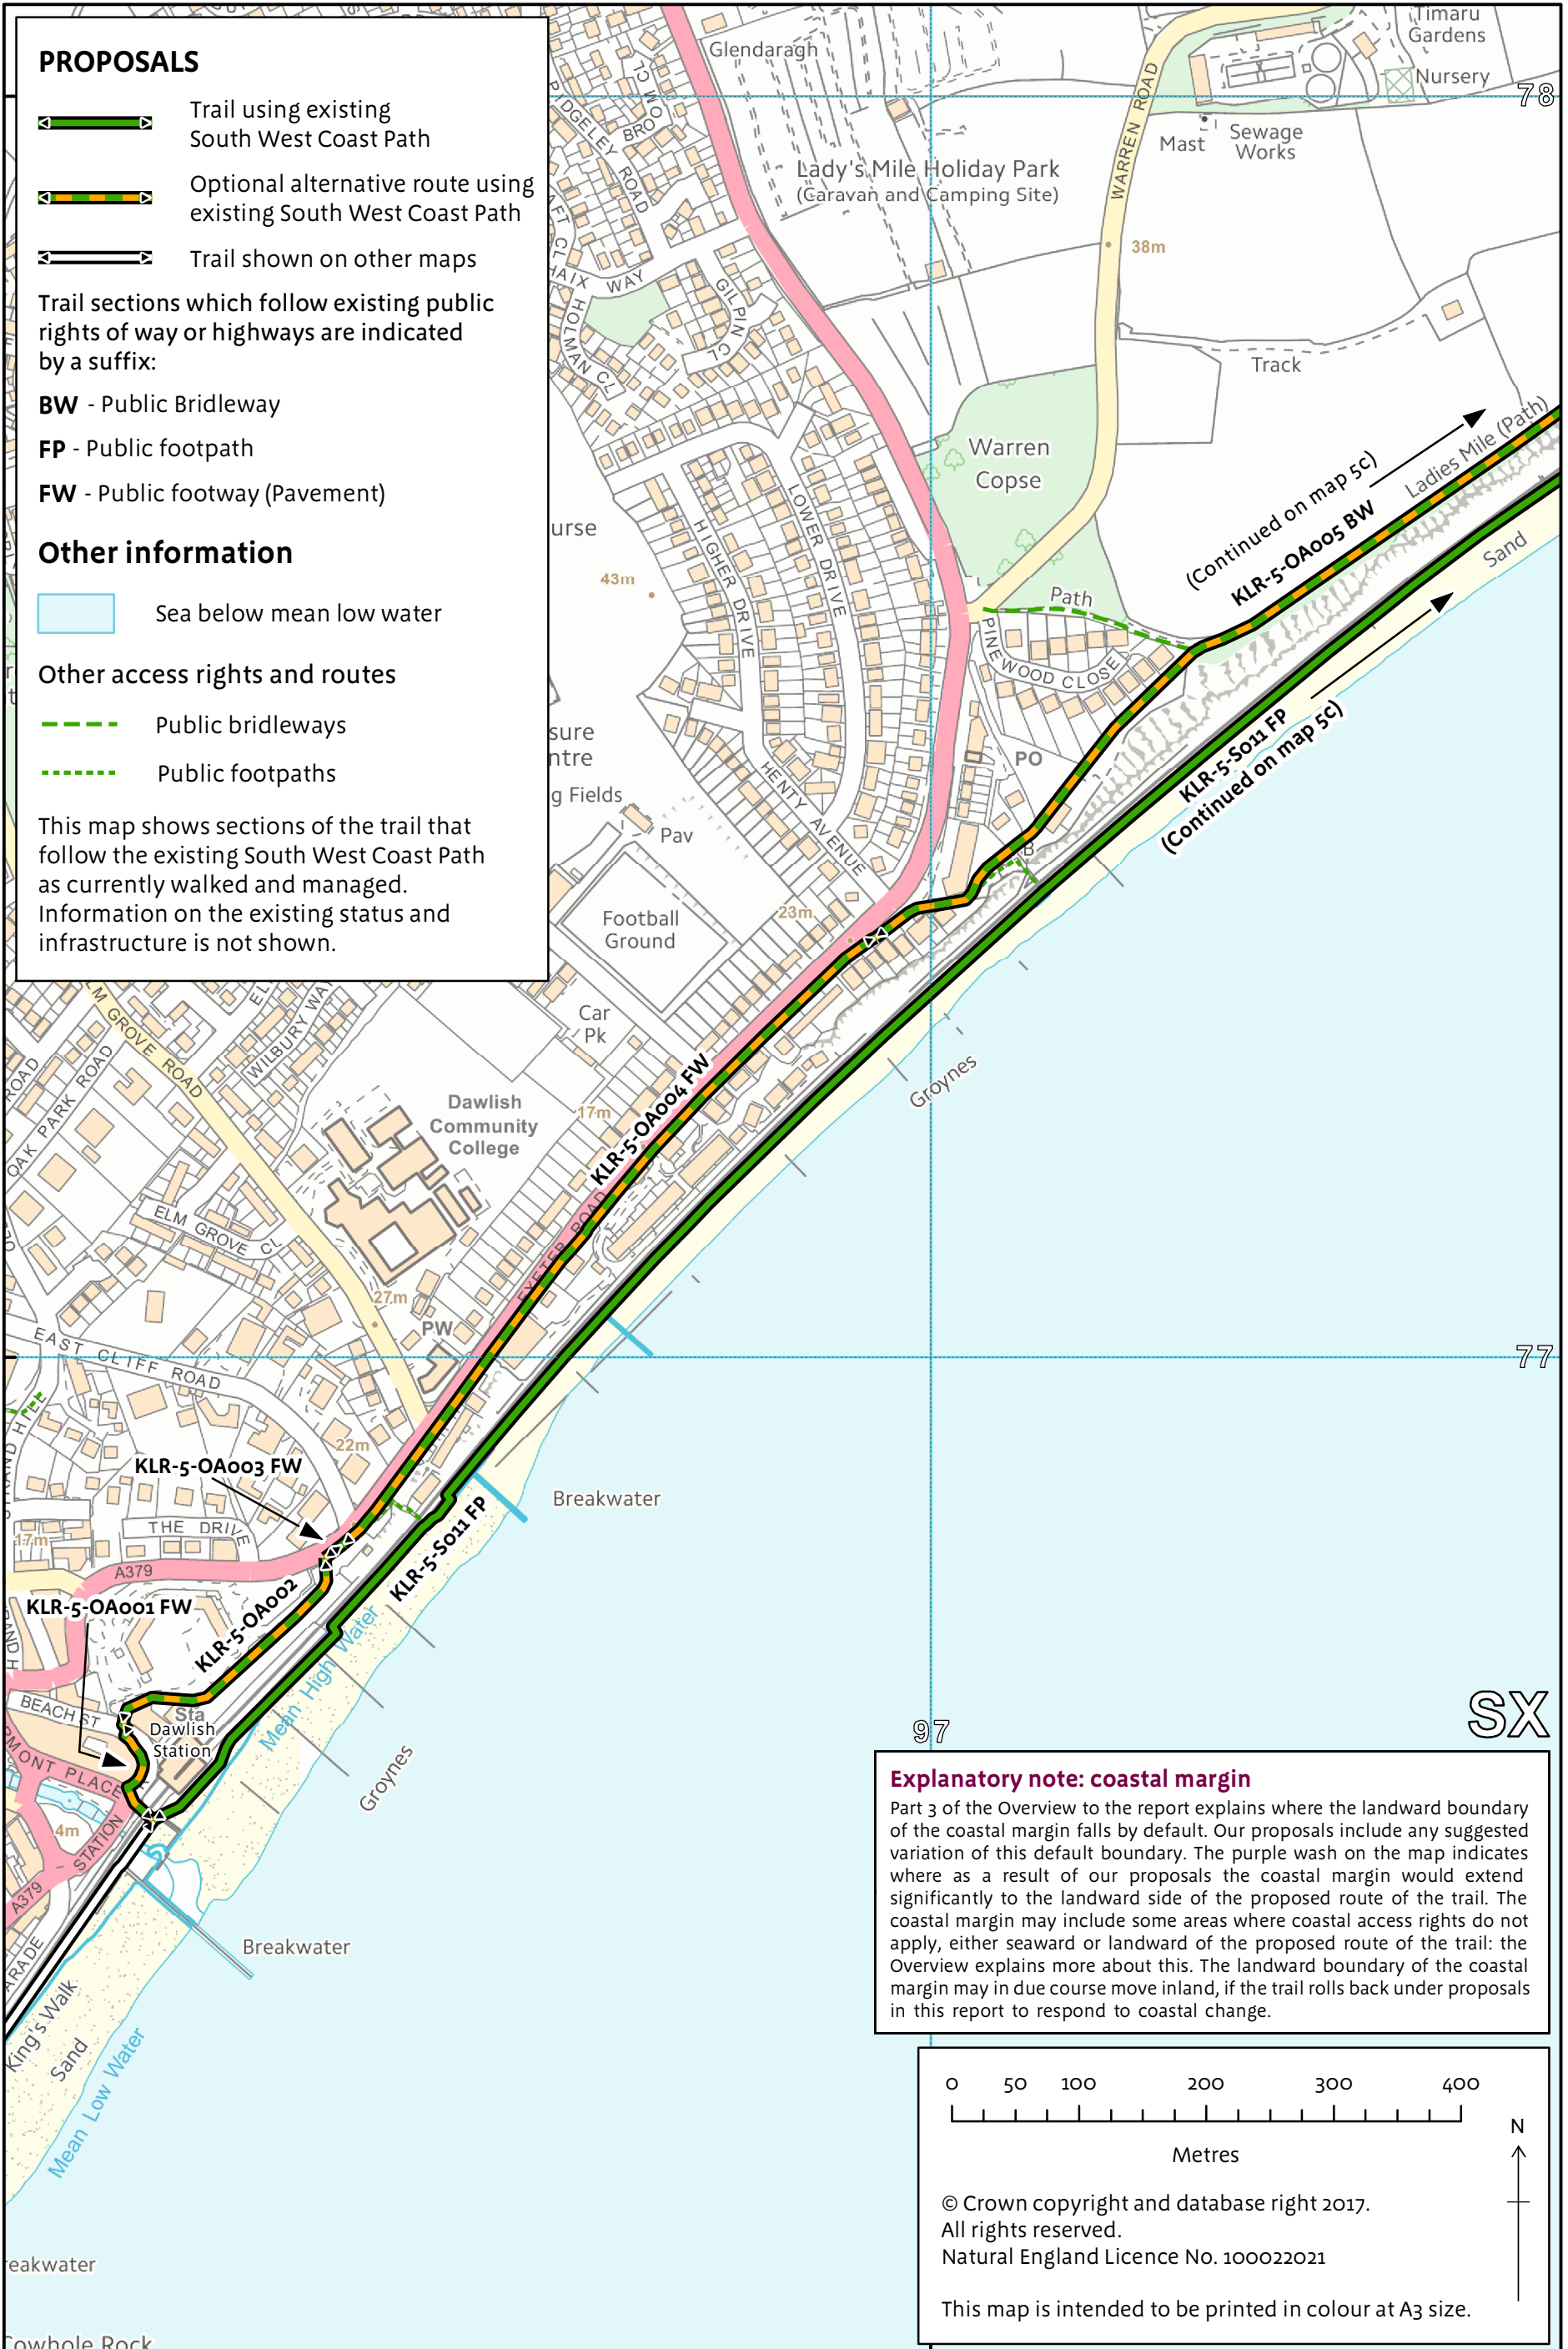 PROPOSALS
Trail using existing
South West Coast Path
Optional alternative route using
existing South West Coast Path
Trail shown on other maps
Trail sections which follow existing public
rights of way or highways are indicated
by a suffix:
BW - Public Bridleway
FP - Public footpath
FW - Public footway (Pavement)
Other information
Sea below mean low water
Other access rights and routes
Public bridleways
Public footpaths
This map shows sections of the trail that
follow the existing South West Coast Path
as currently walked and managed.
Information on the existing status and
infrastructure is not shown.
Glendaragh
Timaru
Gardens
Nursery
78
WARREN ROAD
Mast
Sewage
Works
Lady's Mile Holiday Park
(Caravan and Camping Site)
38m
RIDGELEY ROAD
WAY
HOLMAN CL
GILPIN CL
Track
Warren
Copse
Ladies Mile (Path)
(Continued on map 5c)
KLR-5-OA005 BW
Sand
HIGHER DRIVE
LOWER DRIVE
urse
43m
Path
PINEWOOD CLOSE
KLR-5-S011 FP
(Continued on map 5c)
sure
ntre
g Fields
PO
HENTY AVENUE
Pav
B
Football
Ground
23m
Car
Pk
ELM GROVE ROAD
WILBURY WAY
ROAD
OAK PARK ROAD
KLR-5-OA004 FW
Groynes
Dawlish
Community
College
17m
ELM GROVE CL
EXETER ROAD
27m
PW
EAST CLIFF ROAD
77
22m
KLR-5-OA003 FW
Breakwater
THE DRIVE
17m
A379
KLR-5-S011 FP
KLR-5-OA001 FW
KLR-5-OA002
Mean High Water
BEACH ST
Sta
Dawlish
Station
Groynes
97
SX
4m
STATION
A379
Breakwater
King's Walk
Sand
Mean Low Water
reakwater
Cowhole Rock
Explanatory note: coastal margin
Part 3 of the Overview to the report explains where the landward boundary
of the coastal margin falls by default. Our proposals include any suggested
variation of this default boundary. The purple wash on the map indicates
where as a result of our proposals the coastal margin would extend
significantly to the landward side of the proposed route of the trail. The
coastal margin may include some areas where coastal access rights do not
apply, either seaward or landward of the proposed route of the trail: the
Overview explains more about this. The landward boundary of the coastal
margin may in due course move inland, if the trail rolls back under proposals
in this report to respond to coastal change.
0 50 100 200 300 400
Metres
N
© Crown copyright and database right 2017.
All rights reserved.
Natural England Licence No. 100022021
This map is intended to be printed in colour at A3 size.